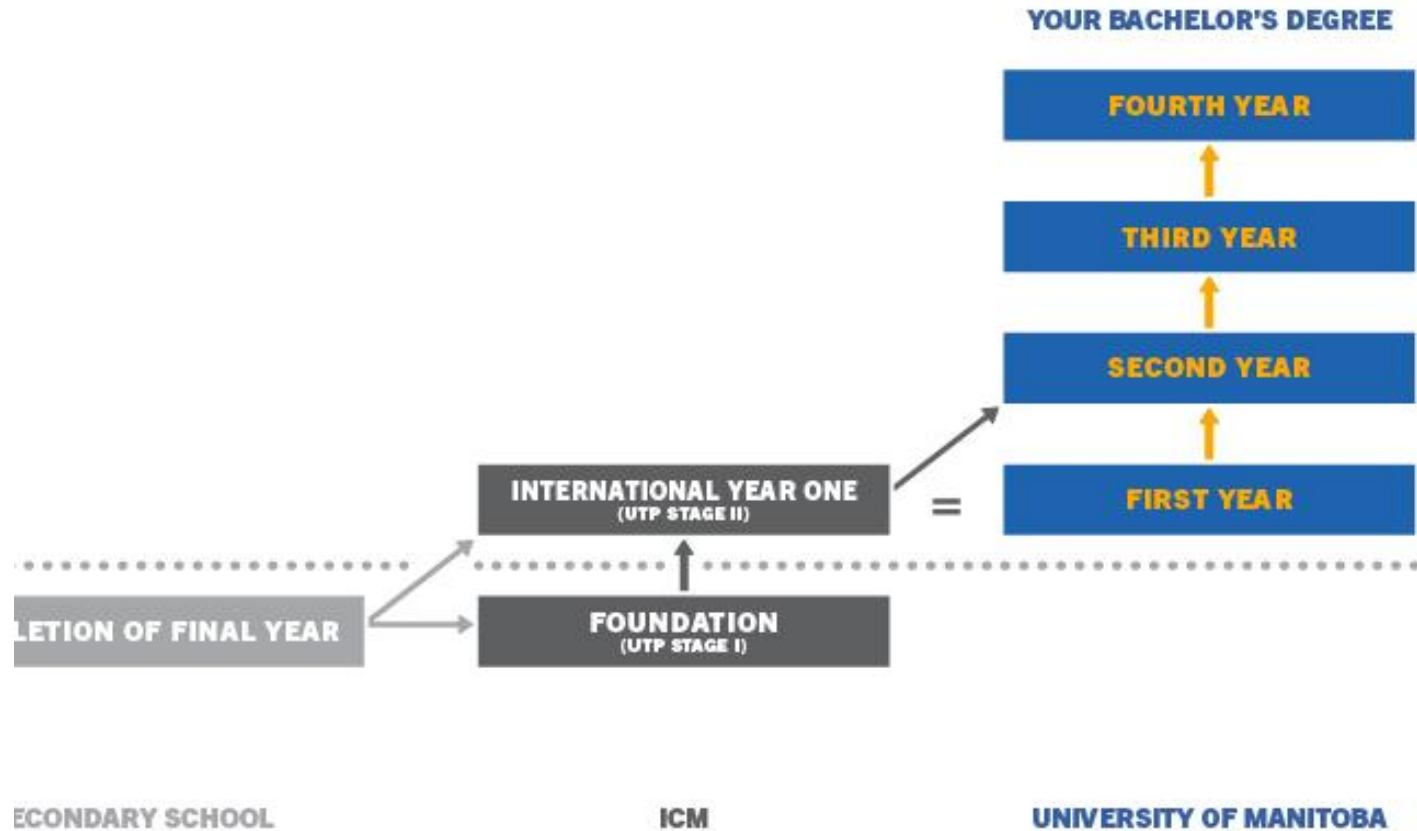 YOUR BACHELOR'S DEGREE
FOURTH YEAR
THIRD YEAR
SECOND YEAR
INTERNATIONAL YEAR ONE
(UTP STAGE II)
=
FIRST YEAR
LETION OF FINAL YEAR
FOUNDATION
(UTP STAGE I)
ECONDARY SCHOOL
ICM
UNIVERSITY OF MANITOBA